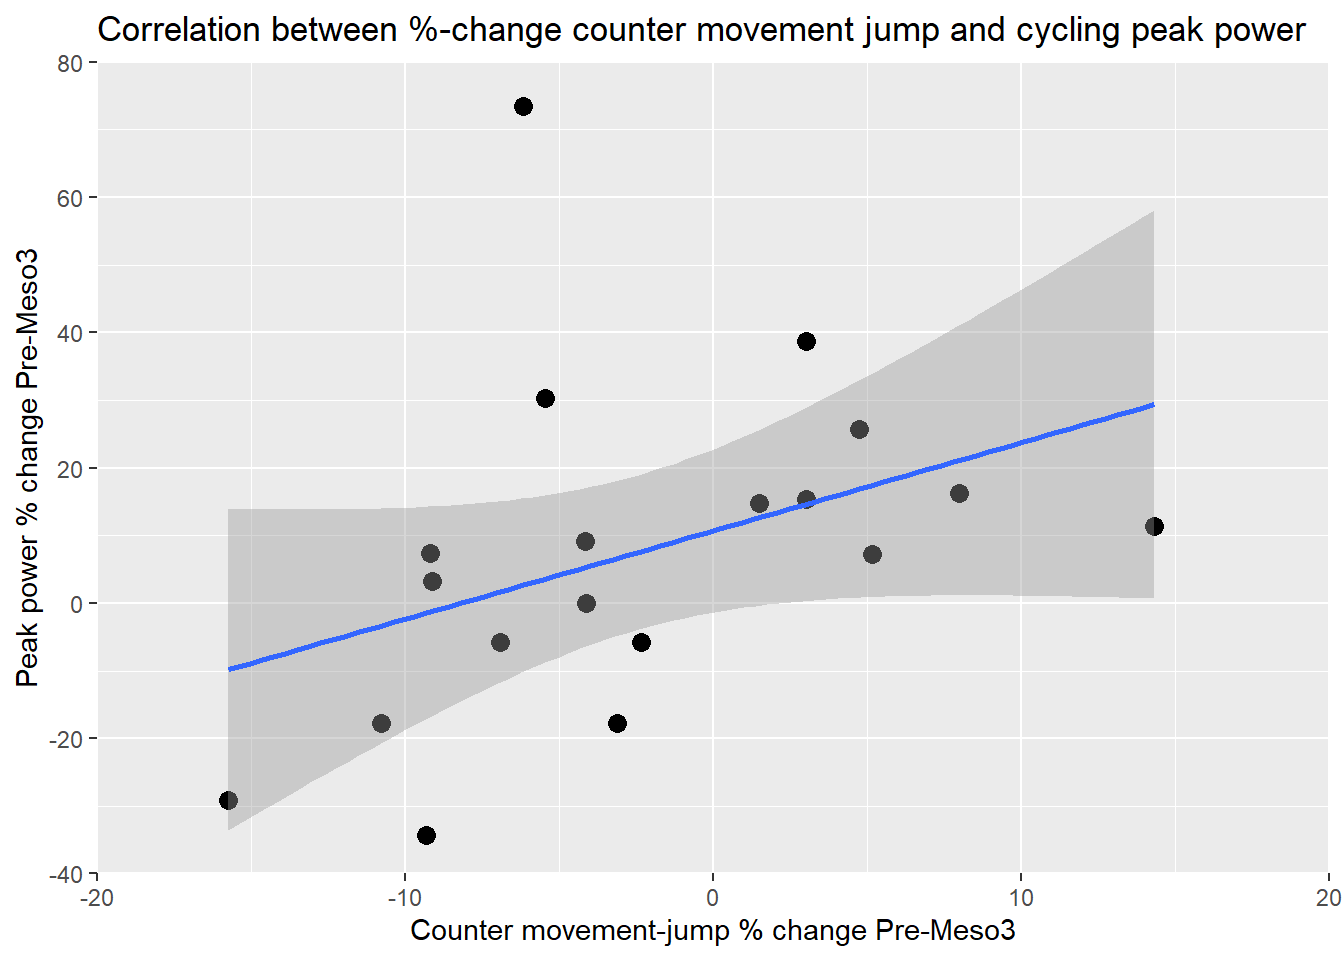 Correlation between %-change counter movement jump and cycling peak power
80
60
40
20
0
-20
-40
Peak power % change Pre-Meso3
-20 -10 0 10 20
Counter movement-jump % change Pre-Meso3